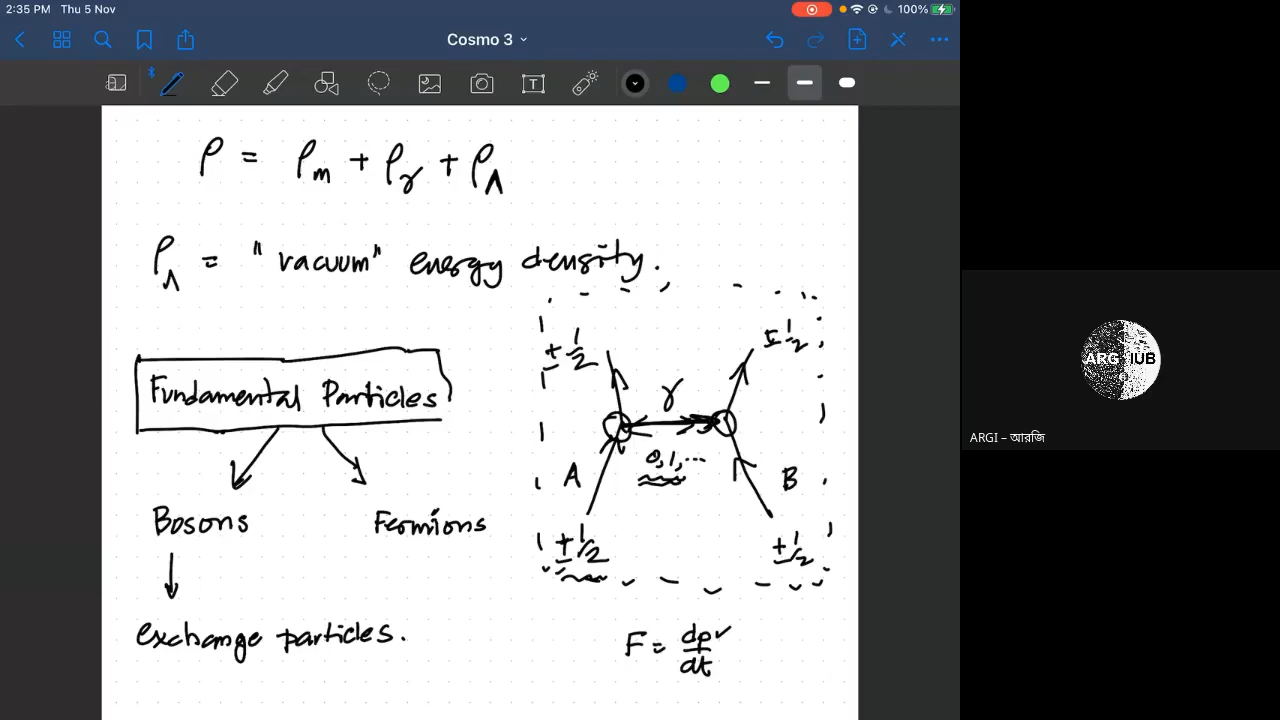 2:35 PM Thu 5 Nov
100%
Cosmo 3
T
ρ = ρm + ργ + ρΛ
ρΛ = "vacuum" energy density.
± 1/2
± 1/2
Fundamental Particles
γ
0, 1, ...
A
B
Bosons
Fermions
± 1/2
± 1/2
exchange particles.
F = dp/dt
ARG IUB
ARGI – আরজি